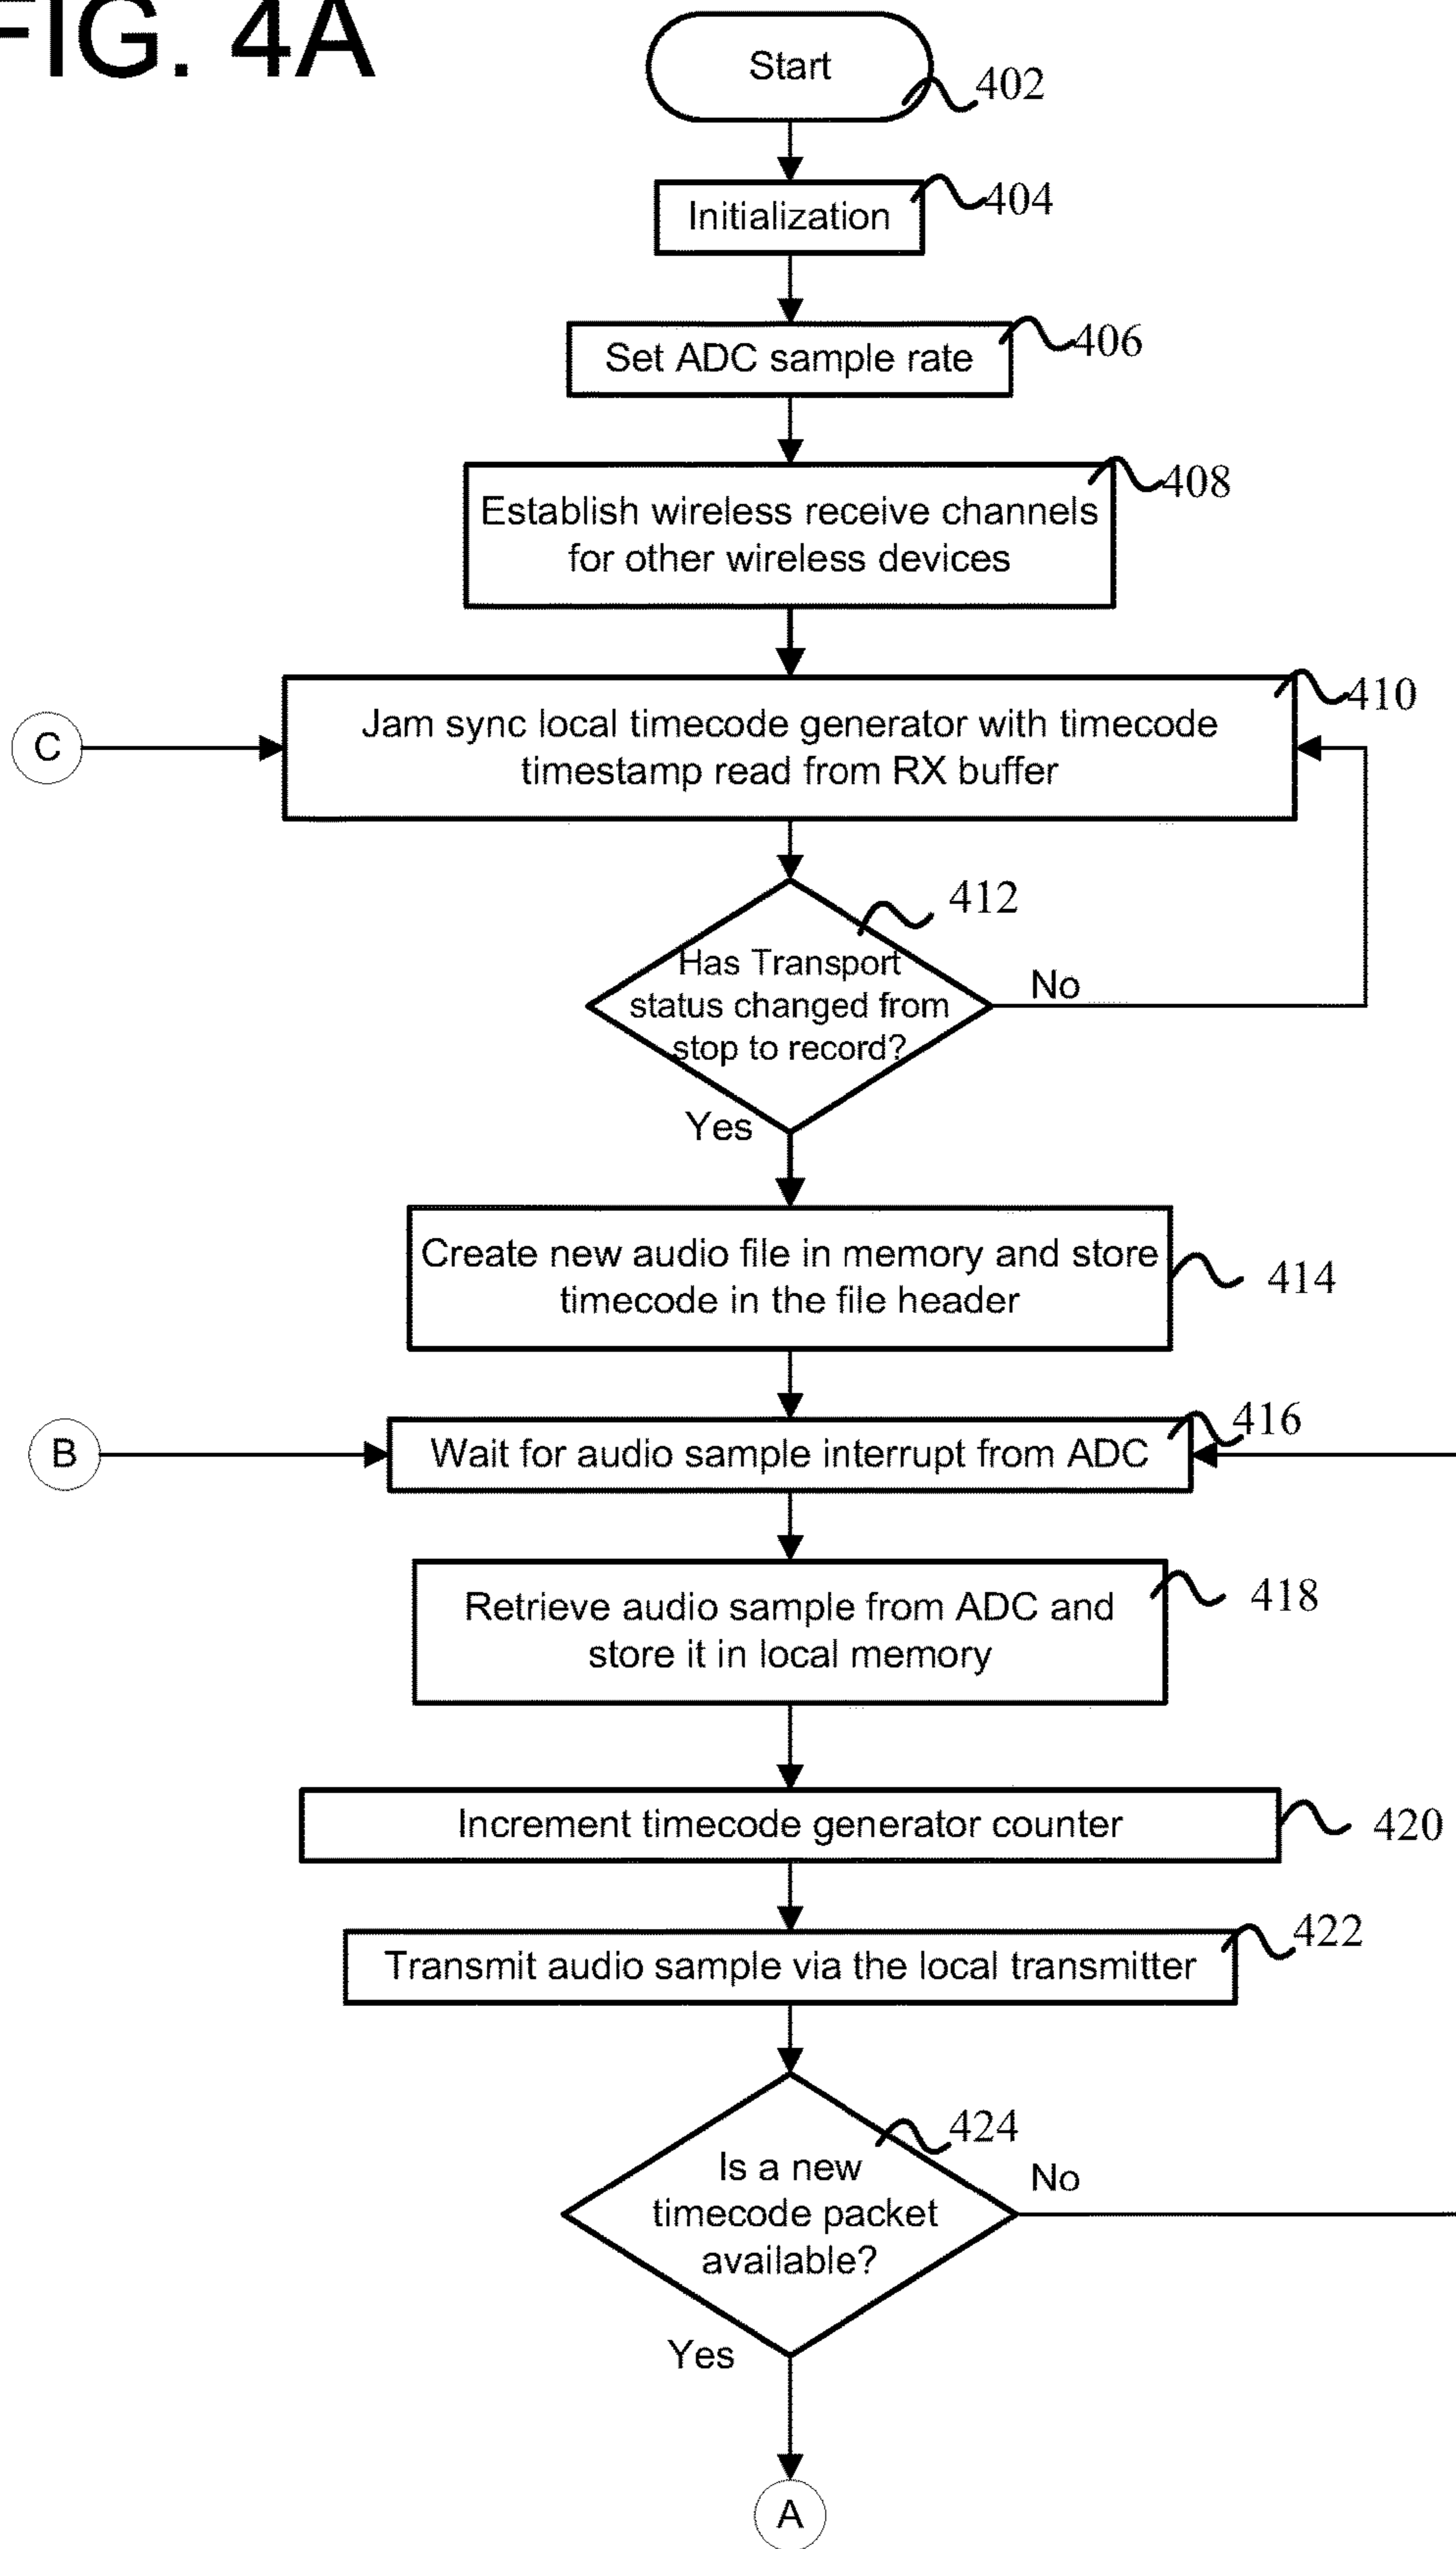 FIG. 4A
Start
402
Initialization
404
Set ADC sample rate
406
Establish wireless receive channels
for other wireless devices
408
Jam sync local timecode generator with timecode
timestamp read from RX buffer
410
C
Has Transport
status changed from
stop to record?
412
No
Yes
Create new audio file in memory and store
timecode in the file header
414
B
Wait for audio sample interrupt from ADC
416
Retrieve audio sample from ADC and
store it in local memory
418
Increment timecode generator counter
420
Transmit audio sample via the local transmitter
422
Is a new
timecode packet
available?
424
No
Yes
A